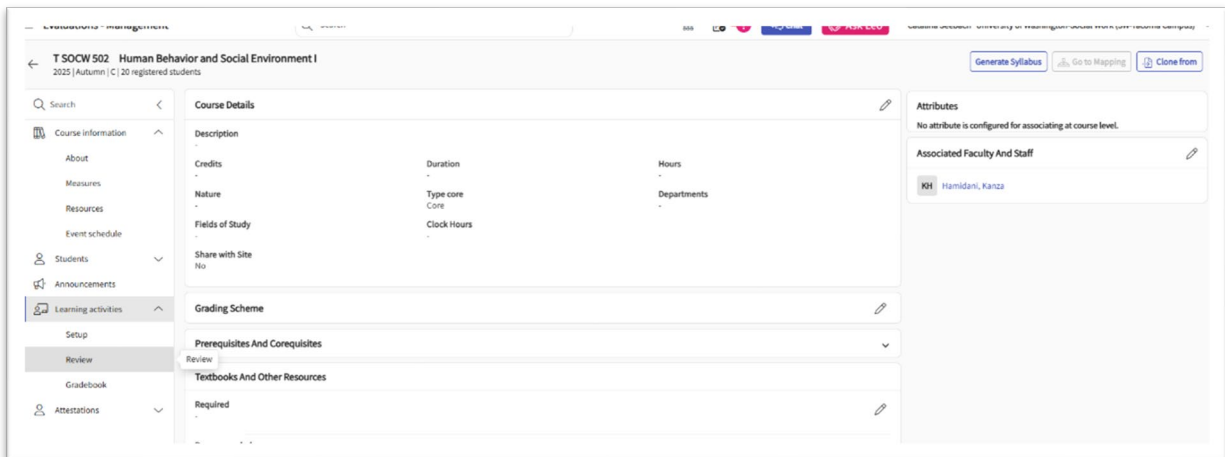 Evaluations - Management
Search
Chat
ASK LEO
Catalina Seebach University of Washington-Social Work (SW-Tacoma Campus)
T SOCW 502 Human Behavior and Social Environment I
2025 | Autumn | C | 20 registered students
Generate Syllabus
Go to Mapping
Clone from
Search
Course information
About
Measures
Resources
Event schedule
Students
Announcements
Learning activities
Setup
Review
Gradebook
Attestations
Review
Course Details
Description
-
Credits Duration Hours
- - -
Nature Type core Departments
- Core -
Fields of Study Clock Hours
- -
Share with Site
No
Grading Scheme
Prerequisites And Corequisites
Textbooks And Other Resources
Required
-
Attributes
No attribute is configured for associating at course level.
Associated Faculty And Staff
KH Hamidani, Kanza